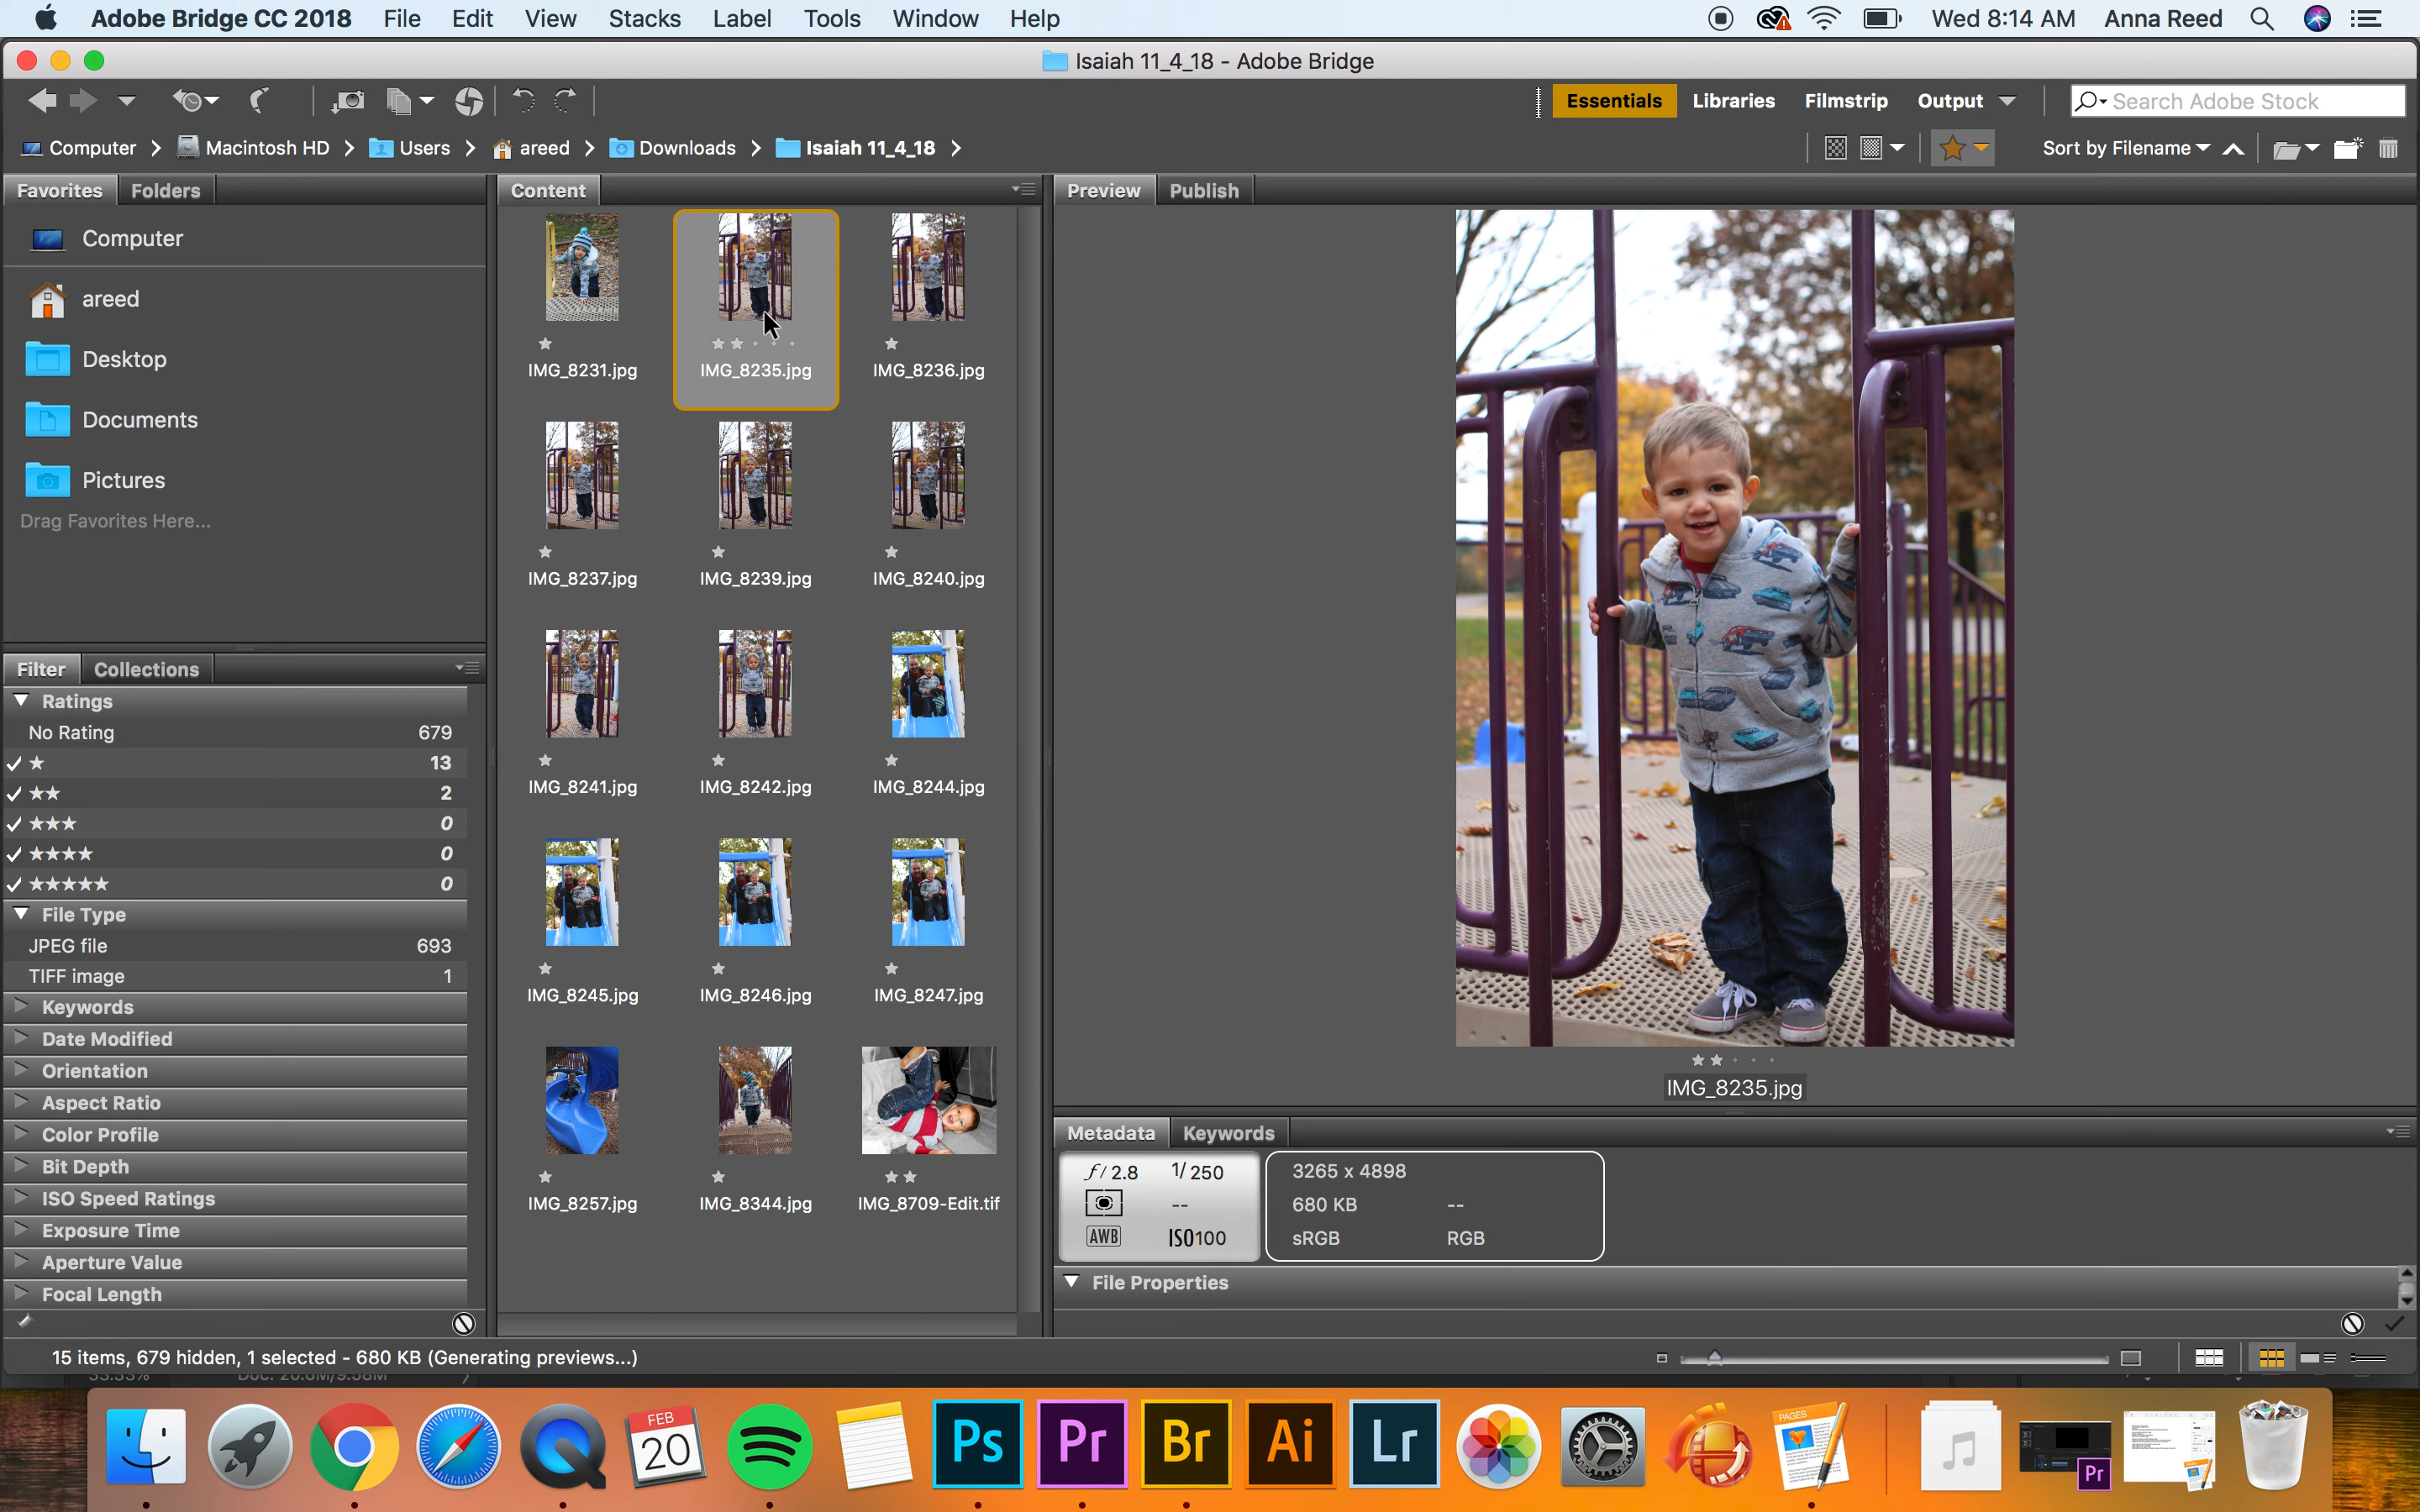 Adobe Bridge CC 2018 File Edit View Stacks Label Tools Window Help Wed 8:14 AM Anna Reed
Isaiah 11_4_18 - Adobe Bridge
Essentials Libraries Filmstrip Output Search Adobe Stock
Computer Macintosh HD Users areed Downloads Isaiah 11_4_18 Sort by Filename
Favorites Folders
Computer
areed
Desktop
Documents
Pictures
Drag Favorites Here...
Filter Collections
Ratings
No Rating 679
★ 13
★★ 2
★★★ 0
★★★★ 0
★★★★★ 0
File Type
JPEG file 693
TIFF image 1
Keywords
Date Modified
Orientation
Aspect Ratio
Color Profile
Bit Depth
ISO Speed Ratings
Exposure Time
Aperture Value
Focal Length
Content
IMG_8231.jpg IMG_8235.jpg IMG_8236.jpg
IMG_8237.jpg IMG_8239.jpg IMG_8240.jpg
IMG_8241.jpg IMG_8242.jpg IMG_8244.jpg
IMG_8245.jpg IMG_8246.jpg IMG_8247.jpg
IMG_8257.jpg IMG_8344.jpg IMG_8709-Edit.tif
Preview Publish
IMG_8235.jpg
Metadata Keywords
f/ 2.8 1/ 250
--
AWB ISO100
3265 x 4898
680 KB --
sRGB RGB
File Properties
15 items, 679 hidden, 1 selected - 680 KB (Generating previews...)
FEB
20
Ps Pr Br Ai Lr
PAGES
Pr